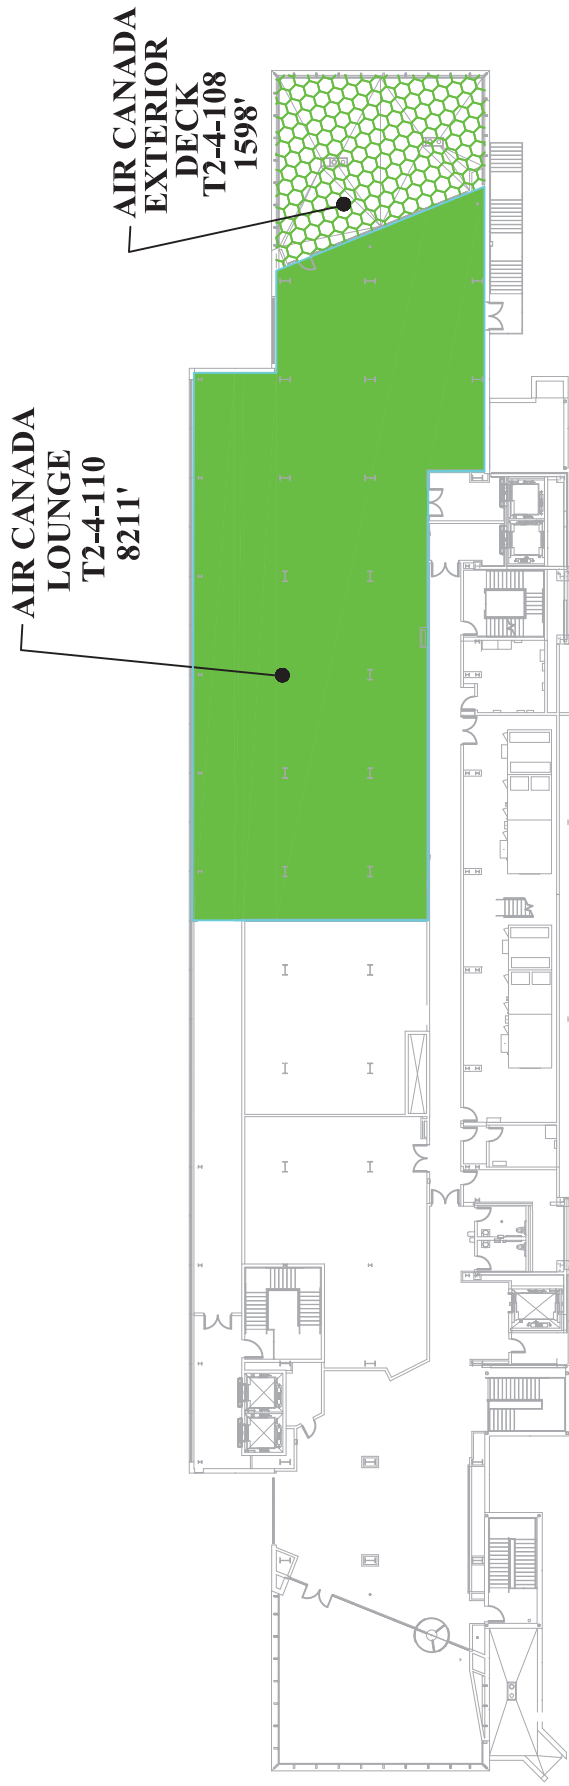 AIR CANADA
EXTERIOR
DECK
T2-4-108
1598'
AIR CANADA
LOUNGE
T2-4-110
8211'